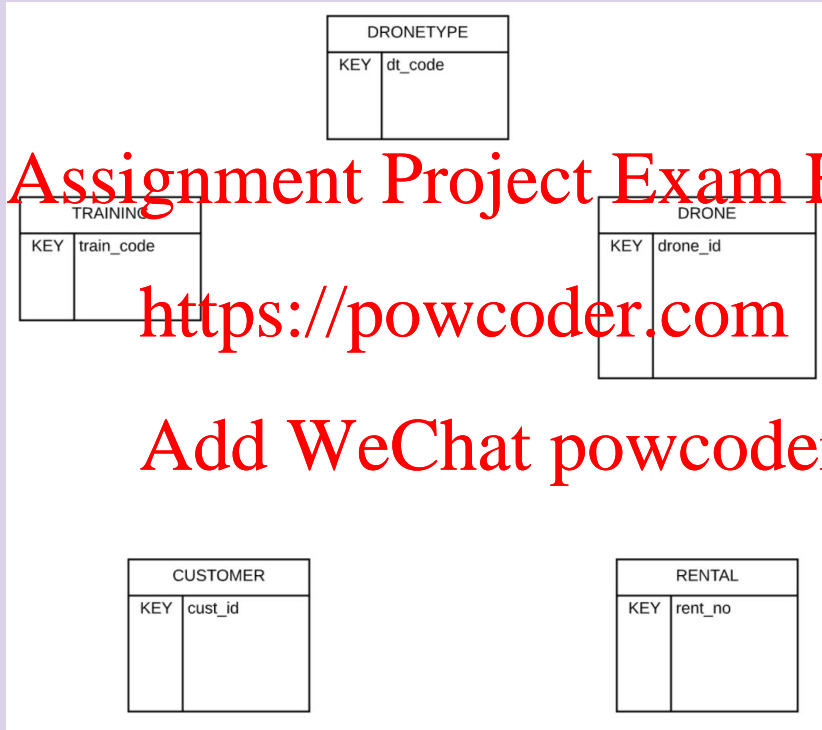 DRONETYPE
KEY dt_code
Assignment Project Exam
TRAINING
KEY train_code
DRONE
KEY drone_id
https://powcoder.com
Add WeChat powcoder
CUSTOMER
KEY cust_id
RENTAL
KEY rent_no